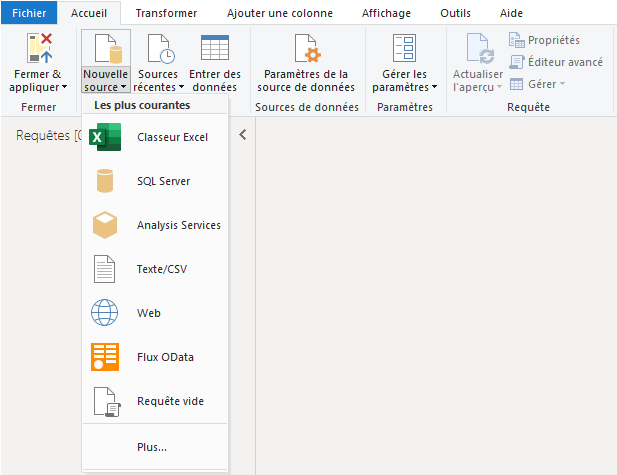 Fichier Accueil Transformer Ajouter une colonne Affichage Outils Aide
Fermer & appliquer
Nouvelle source
Sources récentes
Entrer des données
Paramètres de la source de données
Gérer les paramètres
Actualiser l'aperçu
Propriétés
Éditeur avancé
Gérer
Fermer
Sources de données
Paramètres
Requête
Requêtes [
Les plus courantes
Classeur Excel
SQL Server
Analysis Services
Texte/CSV
Web
Flux OData
Requête vide
Plus...